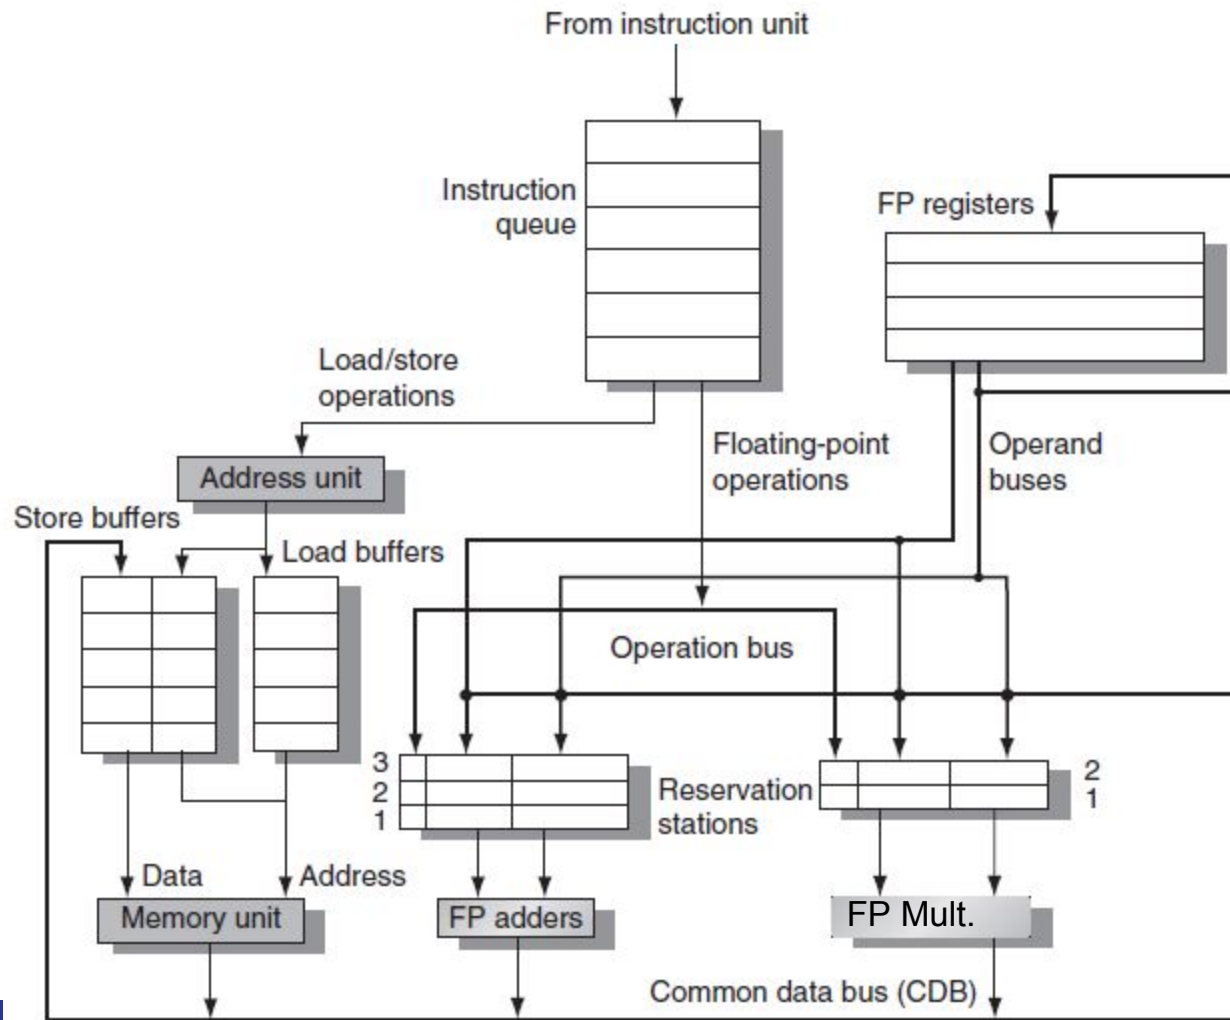 From instruction unit
Instruction
queue
FP registers
Load/store
operations
Floating-point
operations
Operand
buses
Address unit
Store buffers
Load buffers
Operation bus
3
2
1
Reservation
stations
2
1
Data
Address
Memory unit
FP adders
FP Mult.
Common data bus (CDB)